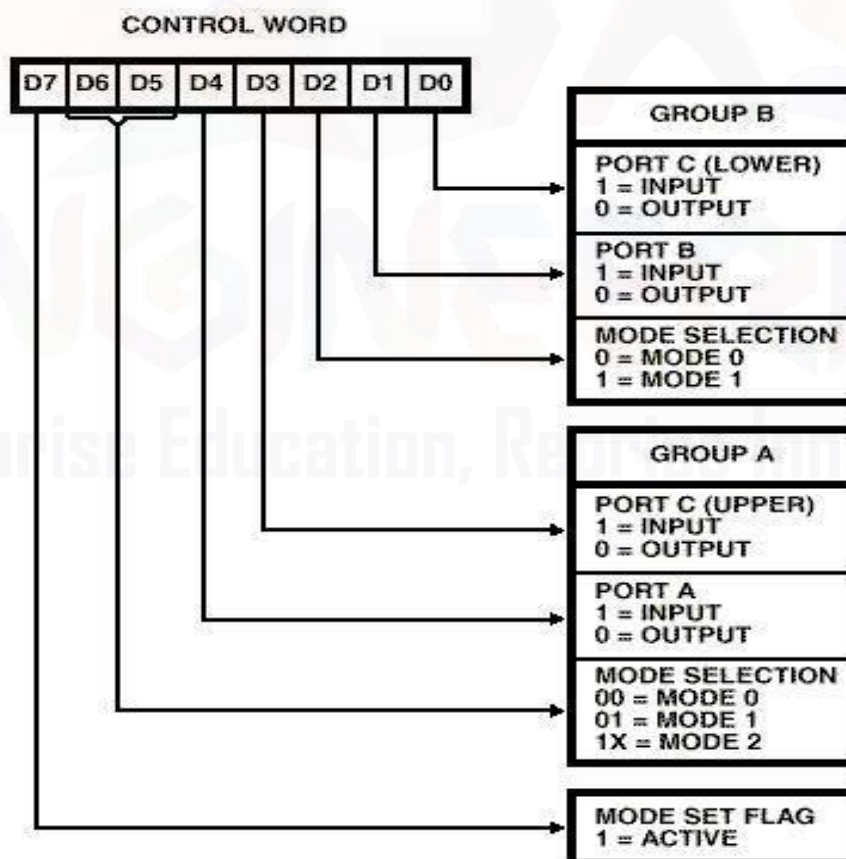 CONTROL WORD
D7 D6 D5 D4 D3 D2 D1 D0
GROUP B
PORT C (LOWER)
1 = INPUT
0 = OUTPUT
PORT B
1 = INPUT
0 = OUTPUT
MODE SELECTION
0 = MODE 0
1 = MODE 1
GROUP A
PORT C (UPPER)
1 = INPUT
0 = OUTPUT
PORT A
1 = INPUT
0 = OUTPUT
MODE SELECTION
00 = MODE 0
01 = MODE 1
1X = MODE 2
MODE SET FLAG
1 = ACTIVE
Education,